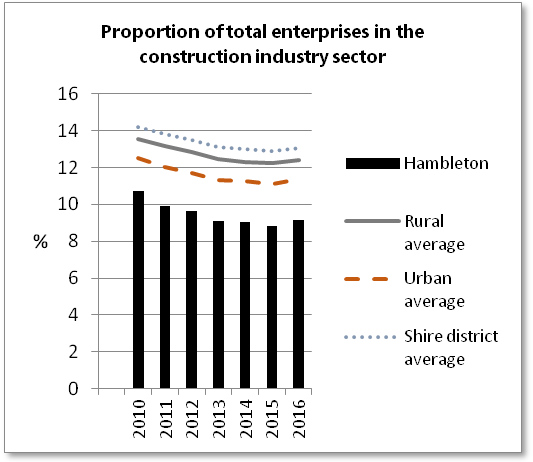 Proportion of total enterprises in the
construction industry sector
16
14
12
10
8
6
4
2
0
%
2010
2011
2012
2013
2014
2015
2016
Hambleton
Rural
average
Urban
average
Shire district
average